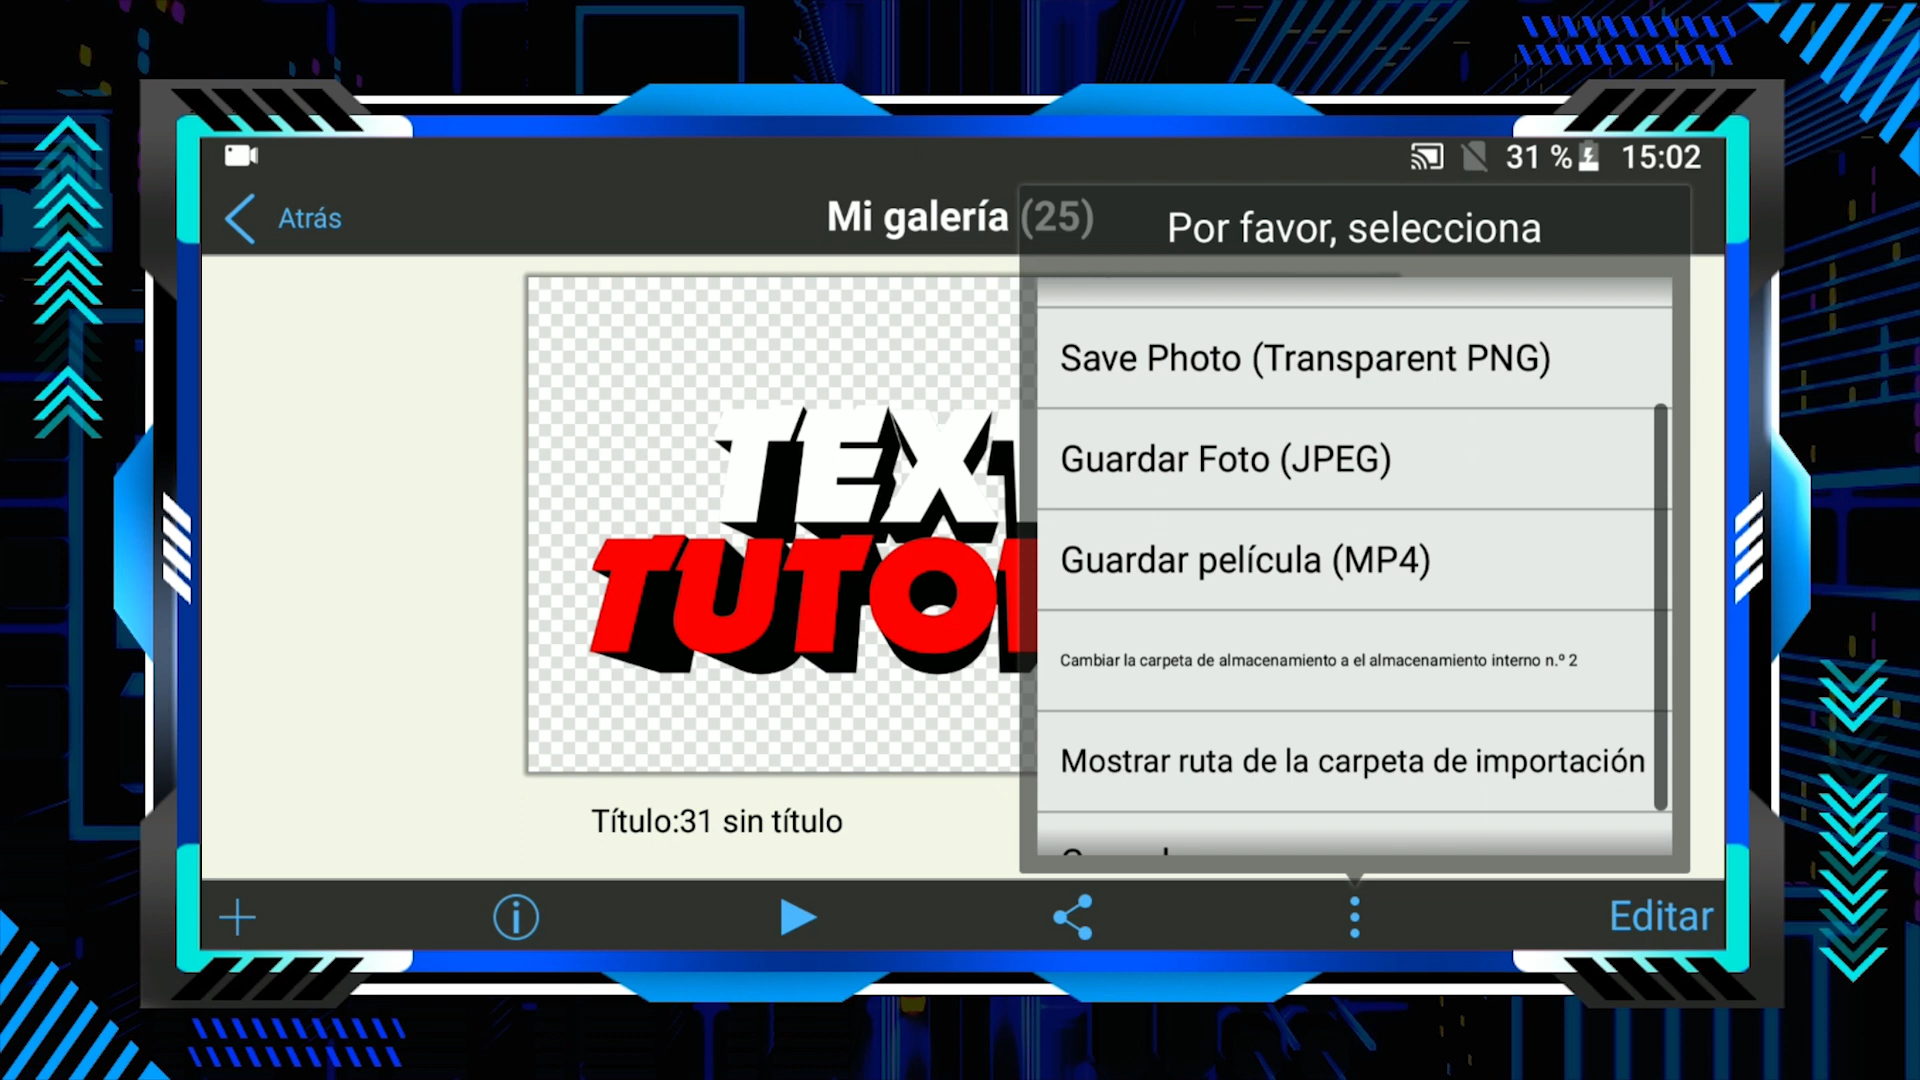 31 % 15:02
Atrás
Mi galería (25)
Por favor, selecciona
Save Photo (Transparent PNG)
Guardar Foto (JPEG)
Guardar película (MP4)
Cambiar la carpeta de almacenamiento a el almacenamiento interno n.º 2
Mostrar ruta de la carpeta de importación
TEX
TUTO
Título:31 sin título
Editar